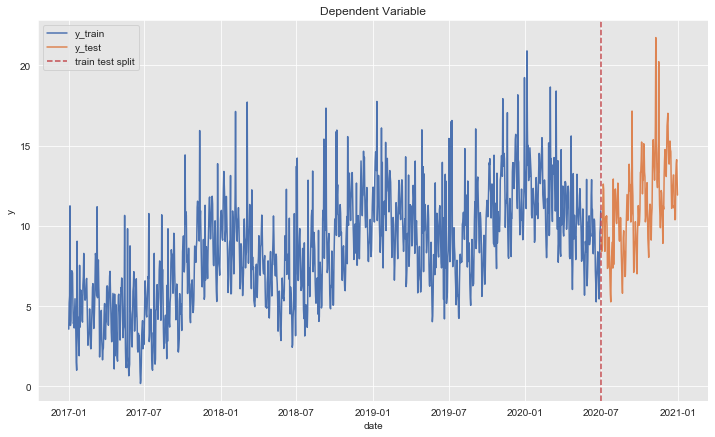 Dependent Variable
y_train
y_test
train test split
20
15
10
5
0
y
2017-01 2017-07 2018-01 2018-07 2019-01 2019-07 2020-01 2020-07 2021-01
date